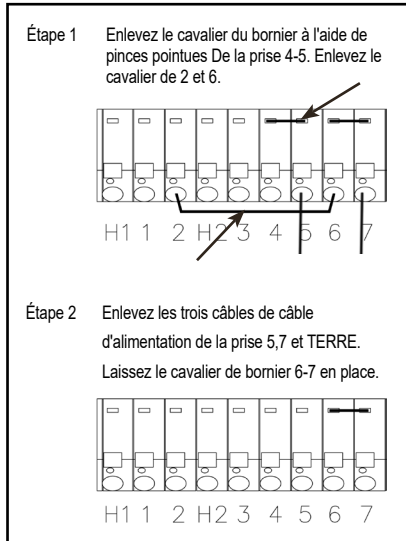 Étape 1 Enlevez le cavalier du bornier à l'aide de
pinces pointues De la prise 4-5. Enlevez le
cavalier de 2 et 6.
H1 1 2 H2 3 4 5 6 7
Étape 2 Enlevez les trois câbles de câble
d'alimentation de la prise 5,7 et TERRE.
Laissez le cavalier de bornier 6-7 en place.
H1 1 2 H2 3 4 5 6 7